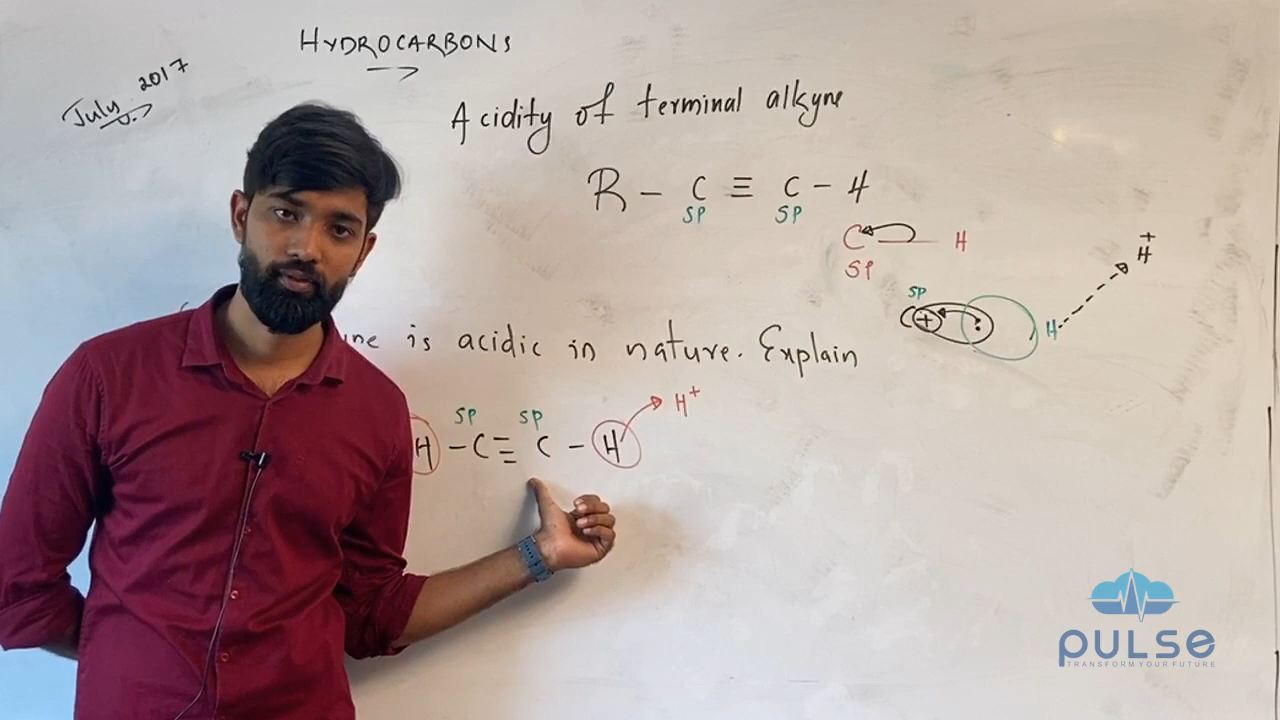 HYDROCARBONS
July 2017
Acidity of terminal alkyne
R - C ≡ C - H
SP SP
C H
SP
H+
SP
C + : H
is acidic in nature. Explain
SP SP
H+
H - C ≡ C - H
PULSE
TRANSFORM YOUR FUTURE